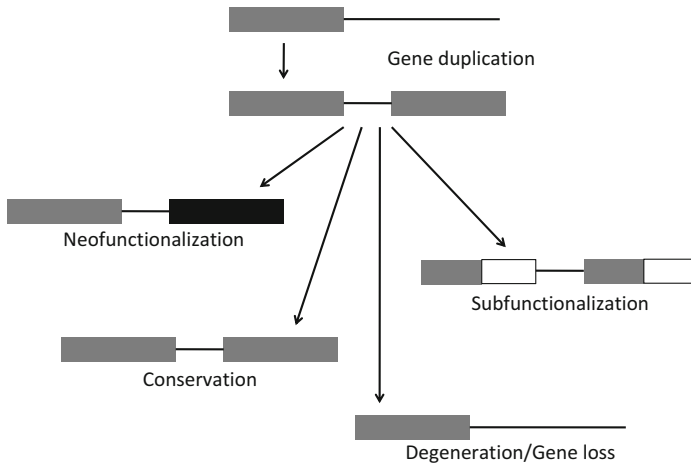 Gene duplication
Neofunctionalization
Subfunctionalization
Conservation
Degeneration/Gene loss